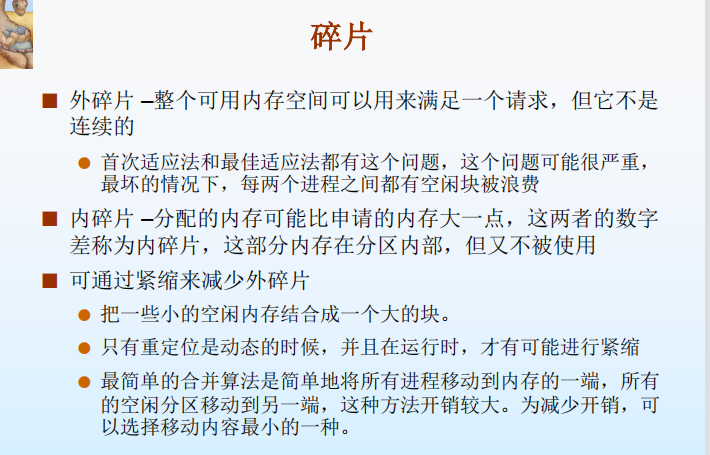 碎片
外碎片 –整个可用内存空间可以用来满足一个请求，但它不是
连续的
首次适应法和最佳适应法都有这个问题，这个问题可能很严重，
最坏的情况下，每两个进程之间都有空闲块被浪费
内碎片 –分配的内存可能比申请的内存大一点，这两者的数字
差称为内碎片，这部分内存在分区内部，但又不被使用
可通过紧缩来减少外碎片
把一些小的空闲内存结合成一个大的块。
只有重定位是动态的时候，并且在运行时，才有可能进行紧缩
最简单的合并算法是简单地将所有进程移动到内存的一端，所有
的空闲分区移动到另一端，这种方法开销较大。为减少开销，可
以选择移动内容最小的一种。